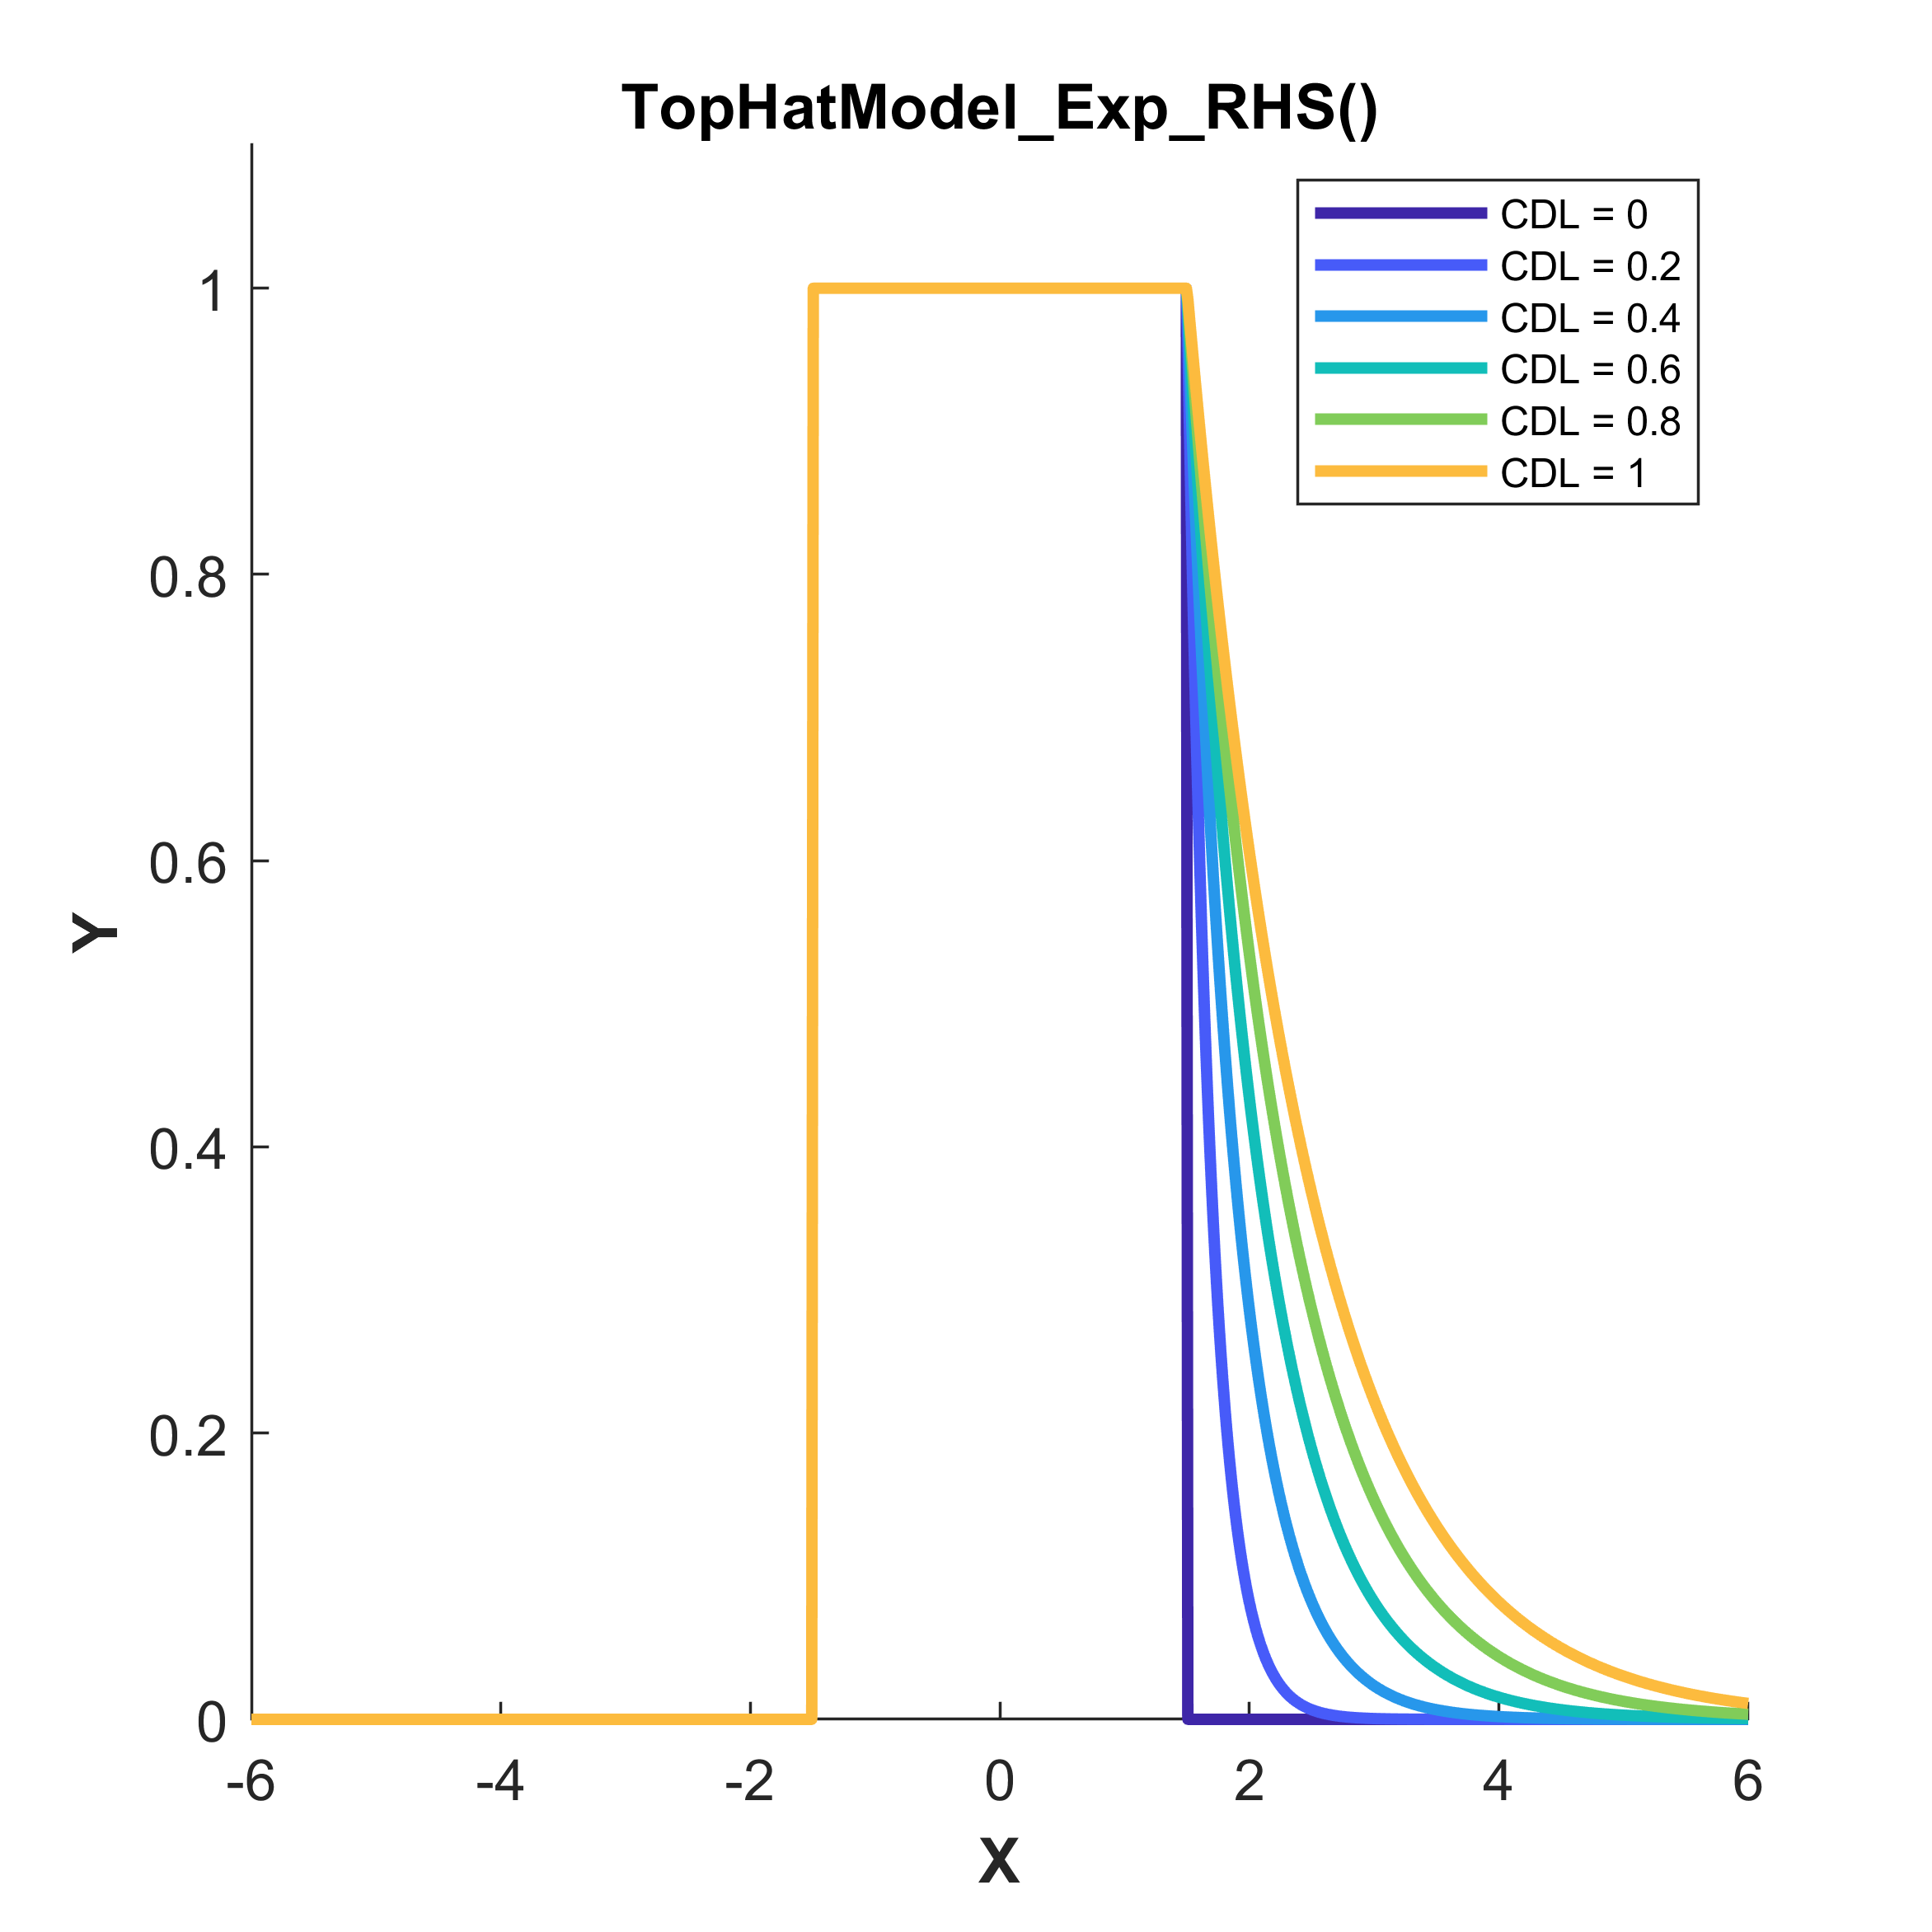 TopHatModel_Exp_RHS()
CDL = 0
CDL = 0.2
CDL = 0.4
CDL = 0.6
CDL = 0.8
CDL = 1
1
0.8
0.6
0.4
0.2
0
Y
-6 -4 -2 0 2 4 6
X